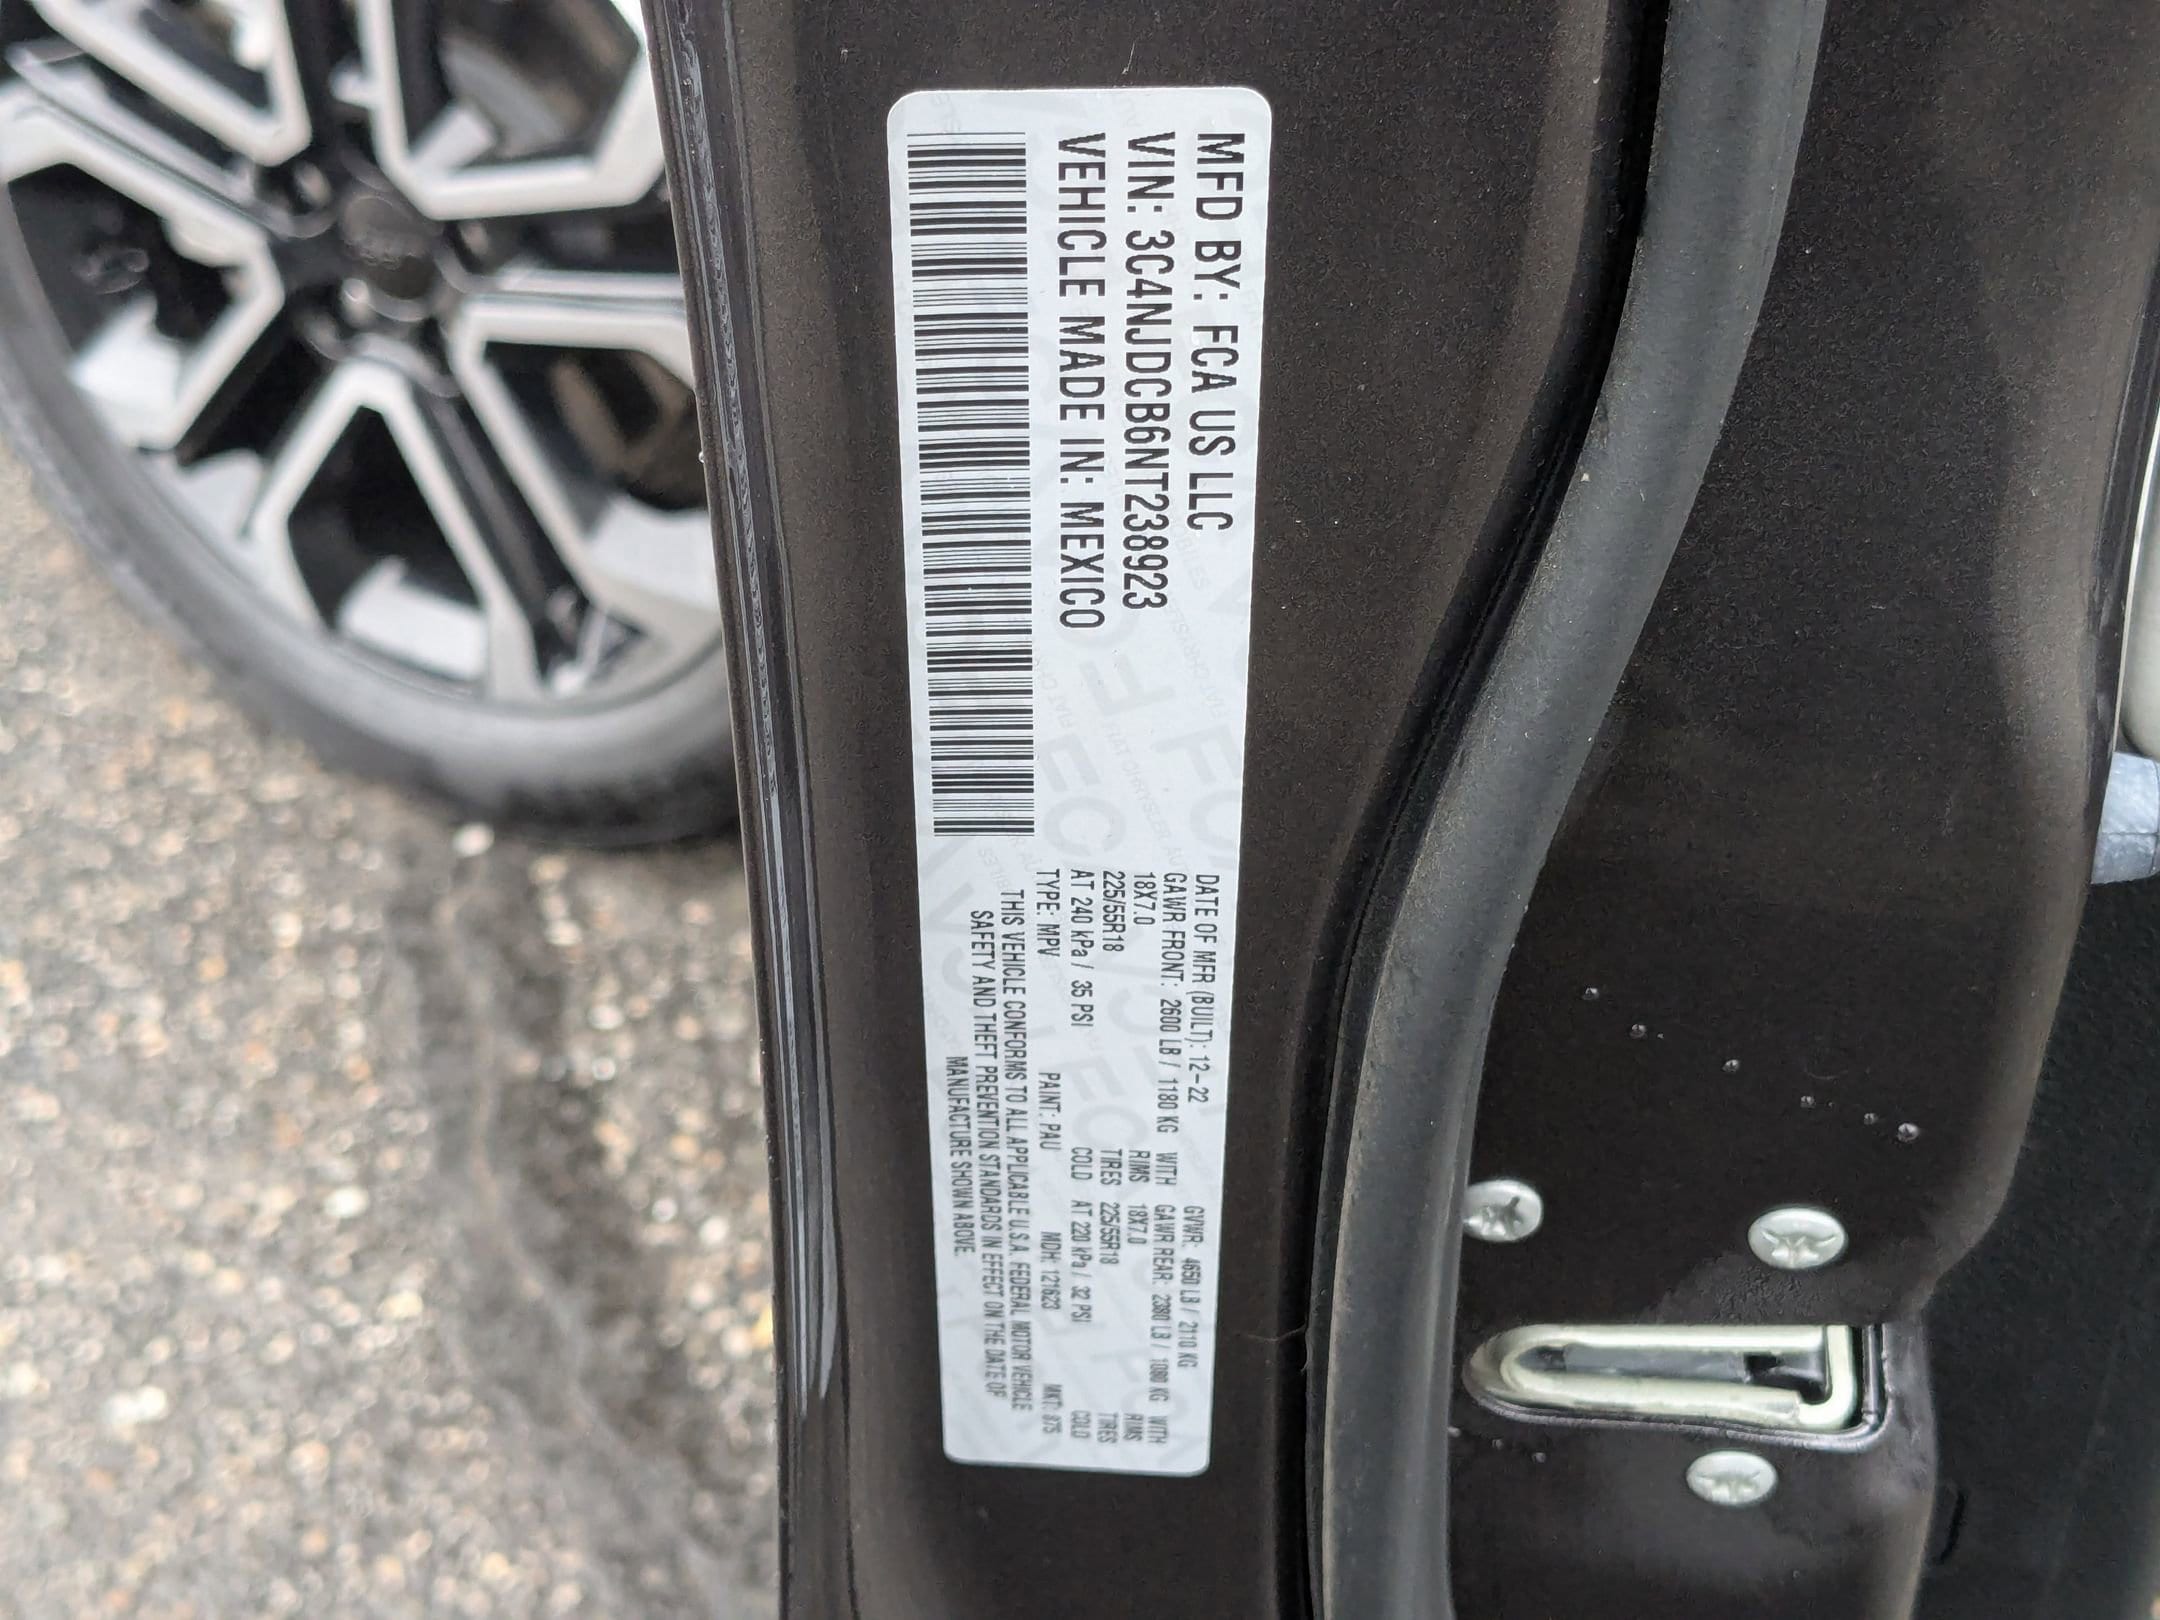 MFD BY: FCA US LLC
VIN: 3C4NJDCB6NT238923
VEHICLE MADE IN: MEXICO
DATE OF MFR (BUILT): 12-22 GVWR: 4650 LB / 2110 KG
GAWR FRONT: 2600 LB / 1180 KG WITH GAWR REAR: 2380 LB / 1080 KG WITH
18X7.0 RIMS 18X7.0 RIMS
225/55R18 TIRES 225/55R18 TIRES
AT 240 kPa / 35 PSI COLD AT 220 kPa / 32 PSI COLD
TYPE: MPV PAINT: PAU MDH: 121623 MKT: 875
THIS VEHICLE CONFORMS TO ALL APPLICABLE U.S.A. FEDERAL MOTOR VEHICLE
SAFETY AND THEFT PREVENTION STANDARDS IN EFFECT ON THE DATE OF
MANUFACTURE SHOWN ABOVE.